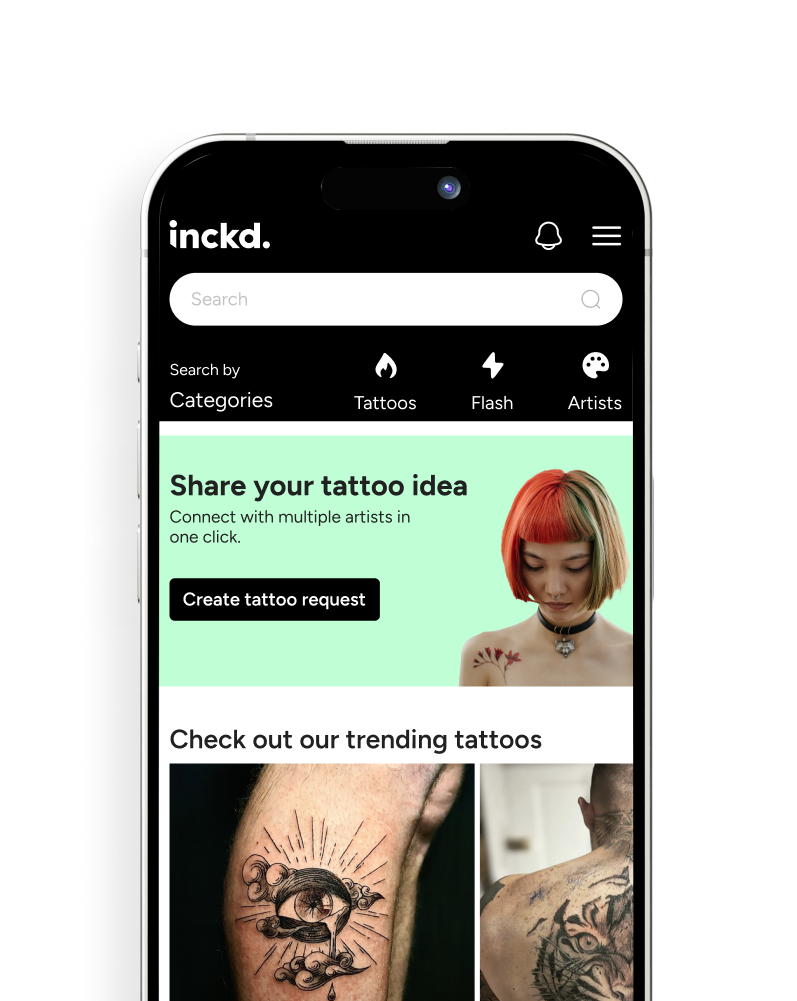 inckd.
Search
Search by
Categories
Tattoos
Flash
Artists
Share your tattoo idea
Connect with multiple artists in
one click.
Create tattoo request
Check out our trending tattoos